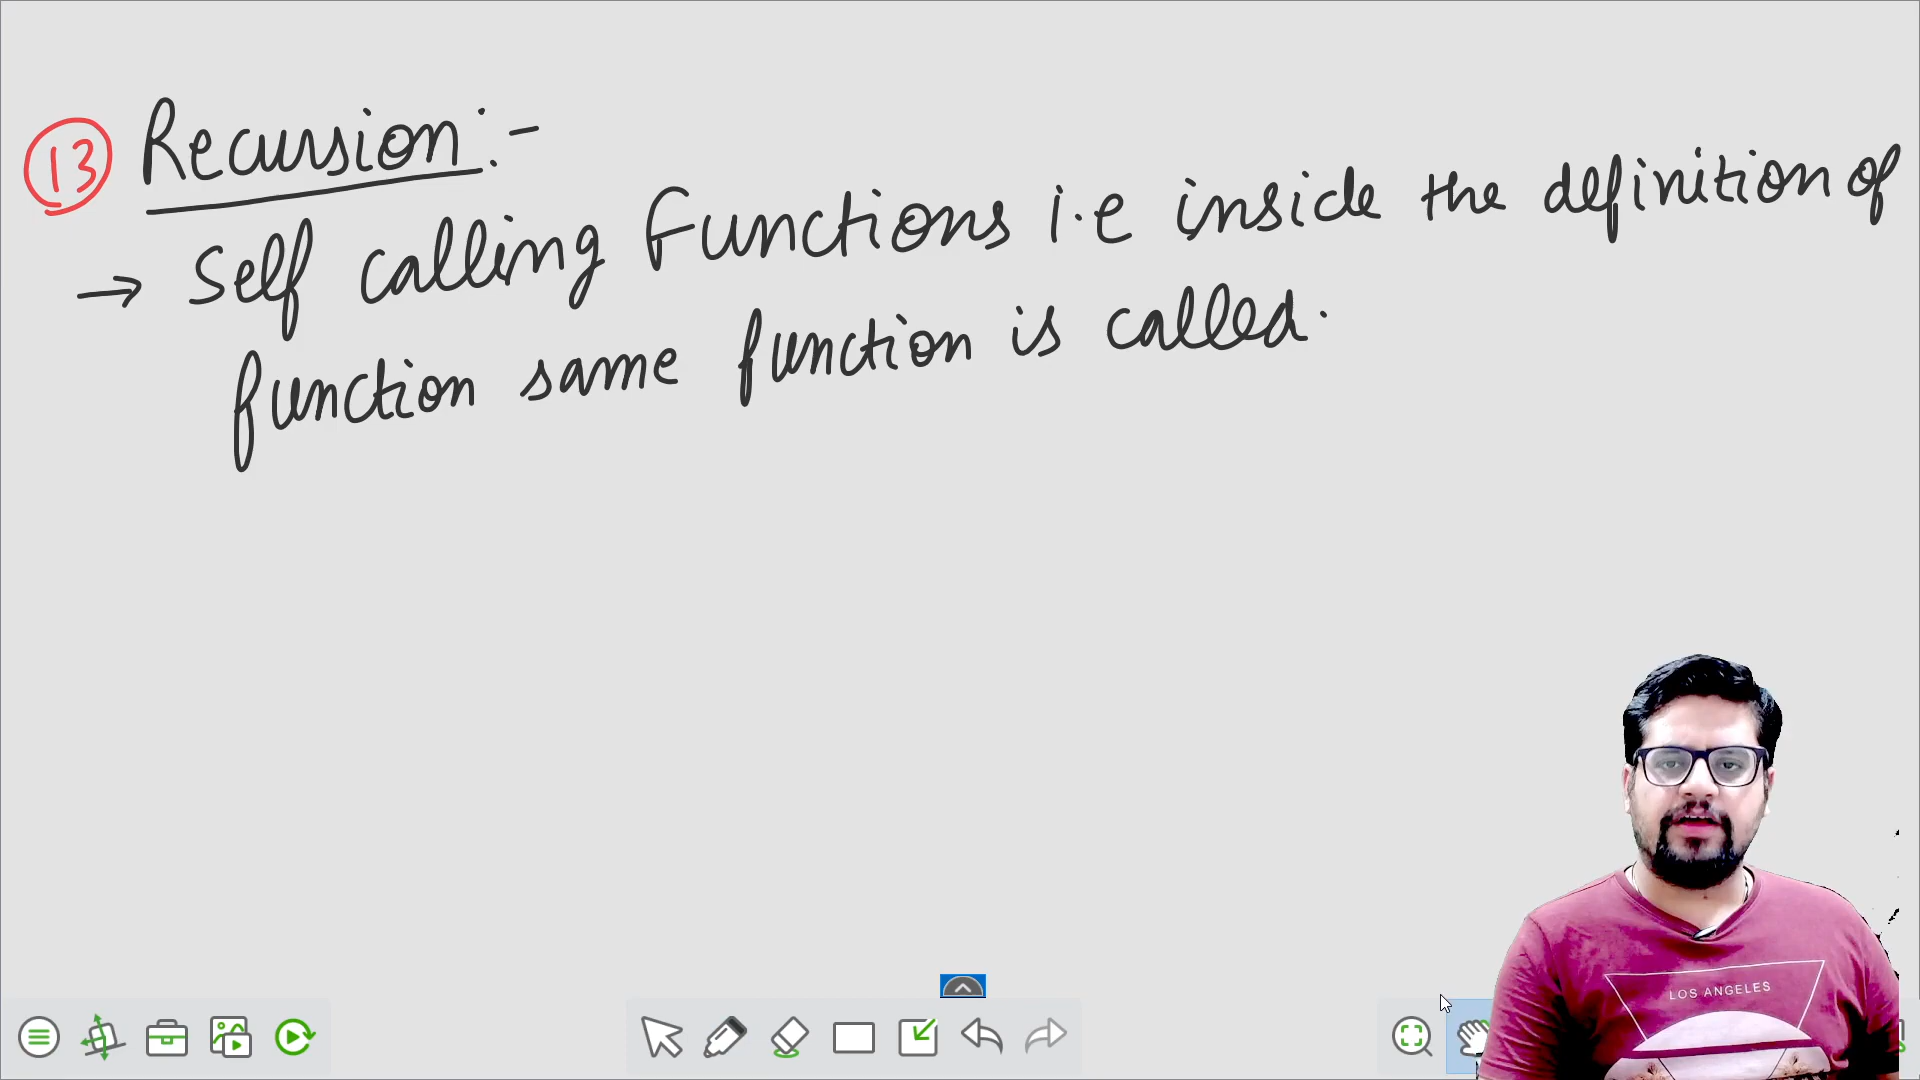 13 Recursion:-
→ Self calling Functions i.e inside the definition of
function same function is called.
LOS ANGELES